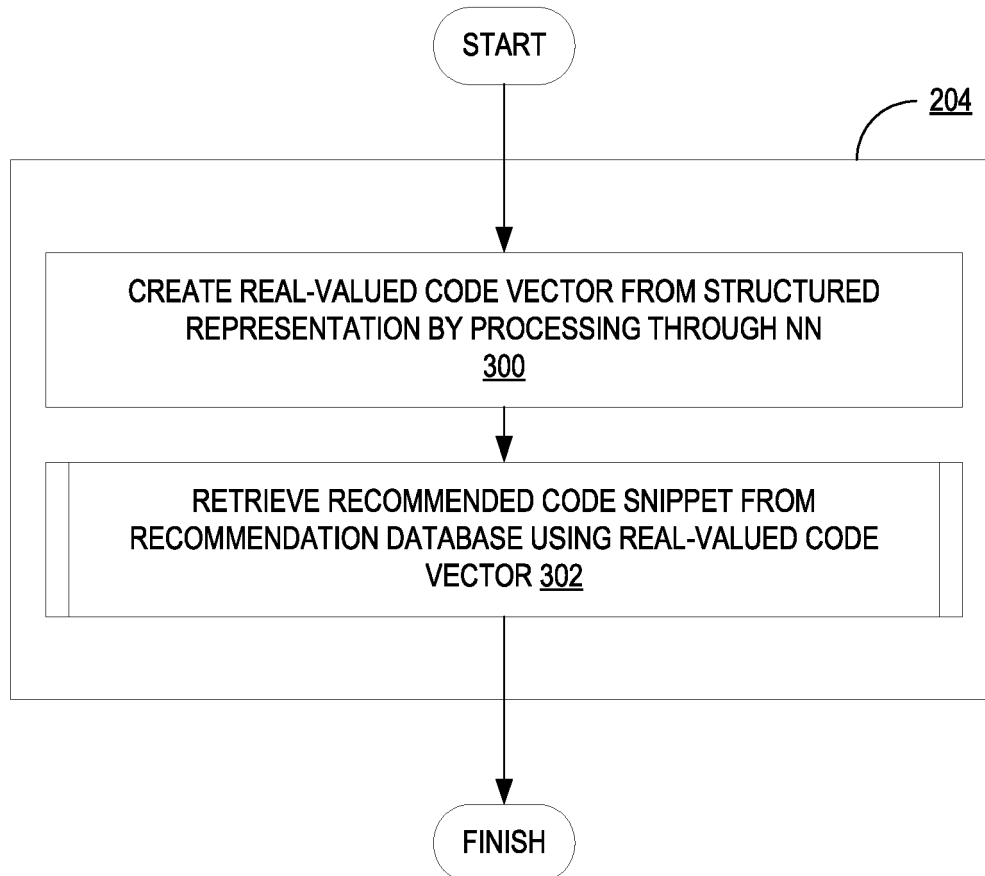 START
204
CREATE REAL-VALUED CODE VECTOR FROM STRUCTURED
REPRESENTATION BY PROCESSING THROUGH NN
300
RETRIEVE RECOMMENDED CODE SNIPPET FROM
RECOMMENDATION DATABASE USING REAL-VALUED CODE
VECTOR 302
FINISH